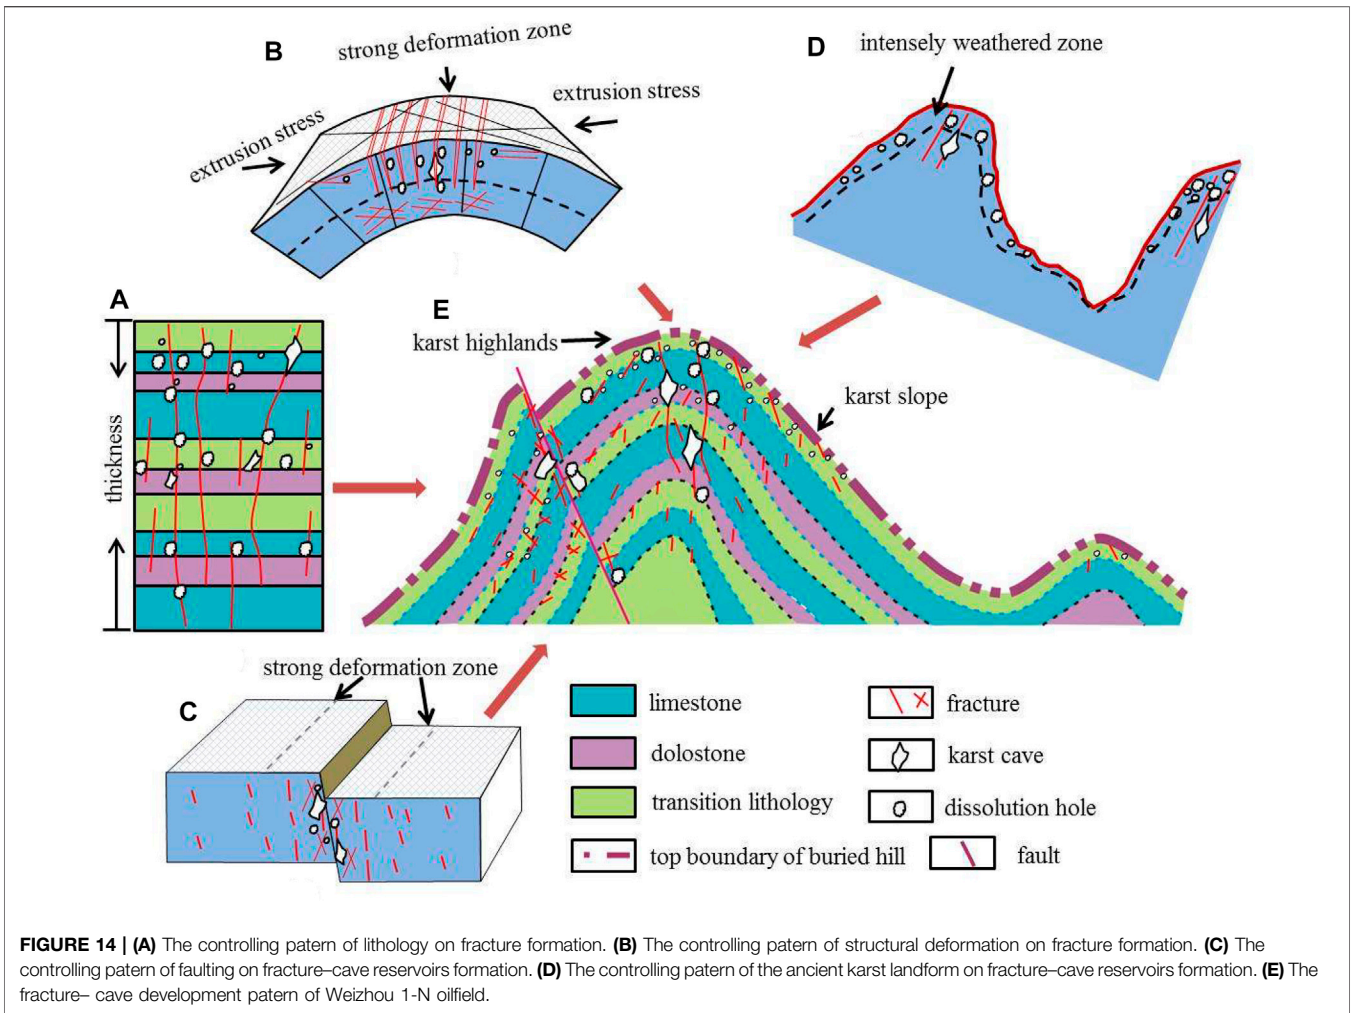 B
strong deformation zone
extrusion stress
extrusion stress
D
intensely weathered zone
A
thickness
E
karst highlands
karst slope
C
strong deformation zone
limestone
dolostone
transition lithology
top boundary of buried hill
fracture
karst cave
dissolution hole
fault
FIGURE 14 | (A) The controlling patern of lithology on fracture formation. (B) The controlling patern of structural deformation on fracture formation. (C) The
controlling patern of faulting on fracture–cave reservoirs formation. (D) The controlling patern of the ancient karst landform on fracture–cave reservoirs formation. (E) The
fracture– cave development patern of Weizhou 1-N oilfield.